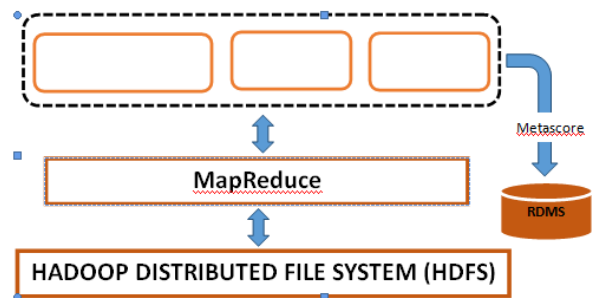 Metascore
MapReduce
RDMS
HADOOP DISTRIBUTED FILE SYSTEM (HDFS)